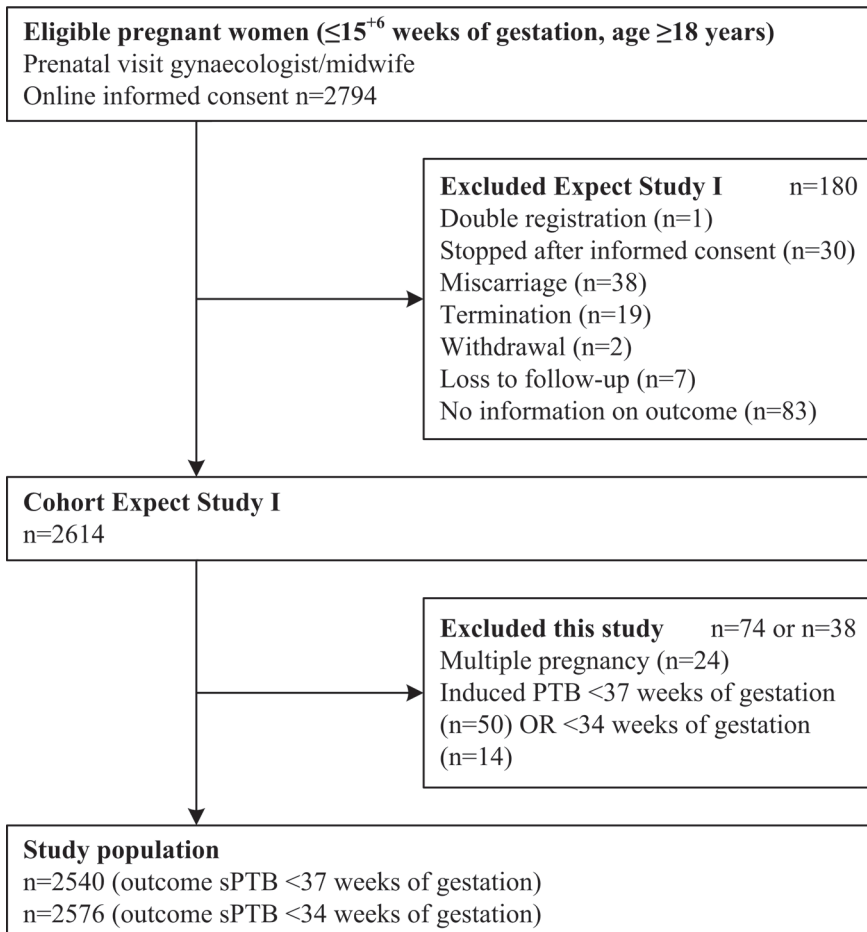 Eligible pregnant women (≤15⁺⁶ weeks of gestation, age ≥18 years)
Prenatal visit gynaecologist/midwife
Online informed consent n=2794
Excluded Expect Study I n=180
Double registration (n=1)
Stopped after informed consent (n=30)
Miscarriage (n=38)
Termination (n=19)
Withdrawal (n=2)
Loss to follow-up (n=7)
No information on outcome (n=83)
Cohort Expect Study I
n=2614
Excluded this study n=74 or n=38
Multiple pregnancy (n=24)
Induced PTB <37 weeks of gestation
(n=50) OR <34 weeks of gestation
(n=14)
Study population
n=2540 (outcome sPTB <37 weeks of gestation)
n=2576 (outcome sPTB <34 weeks of gestation)